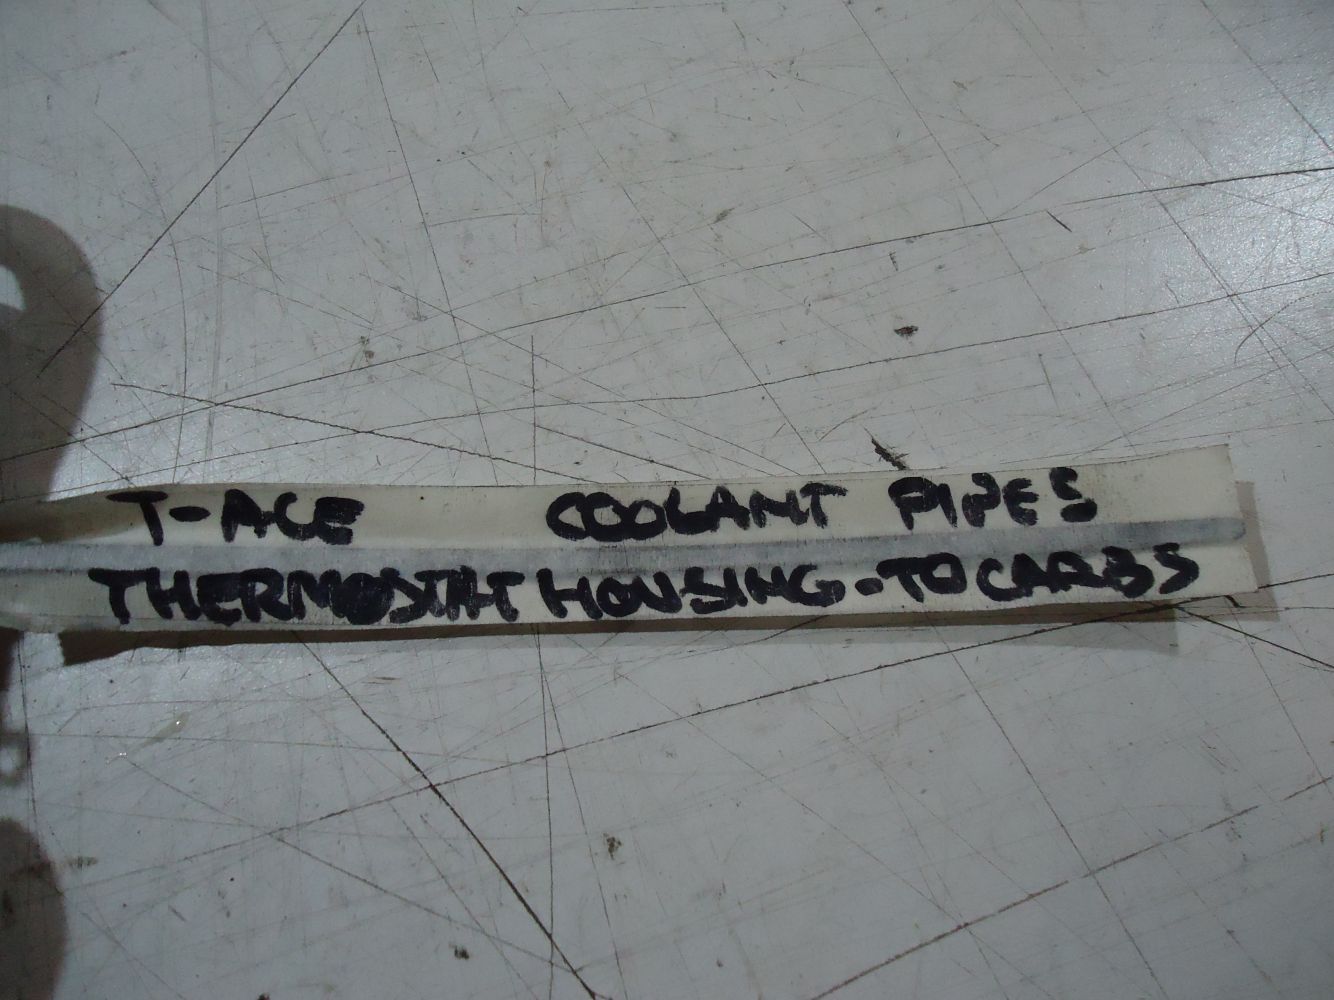 T-ACE COOLANT PIPES
THERMOSTAT HOUSING-TO CARBS